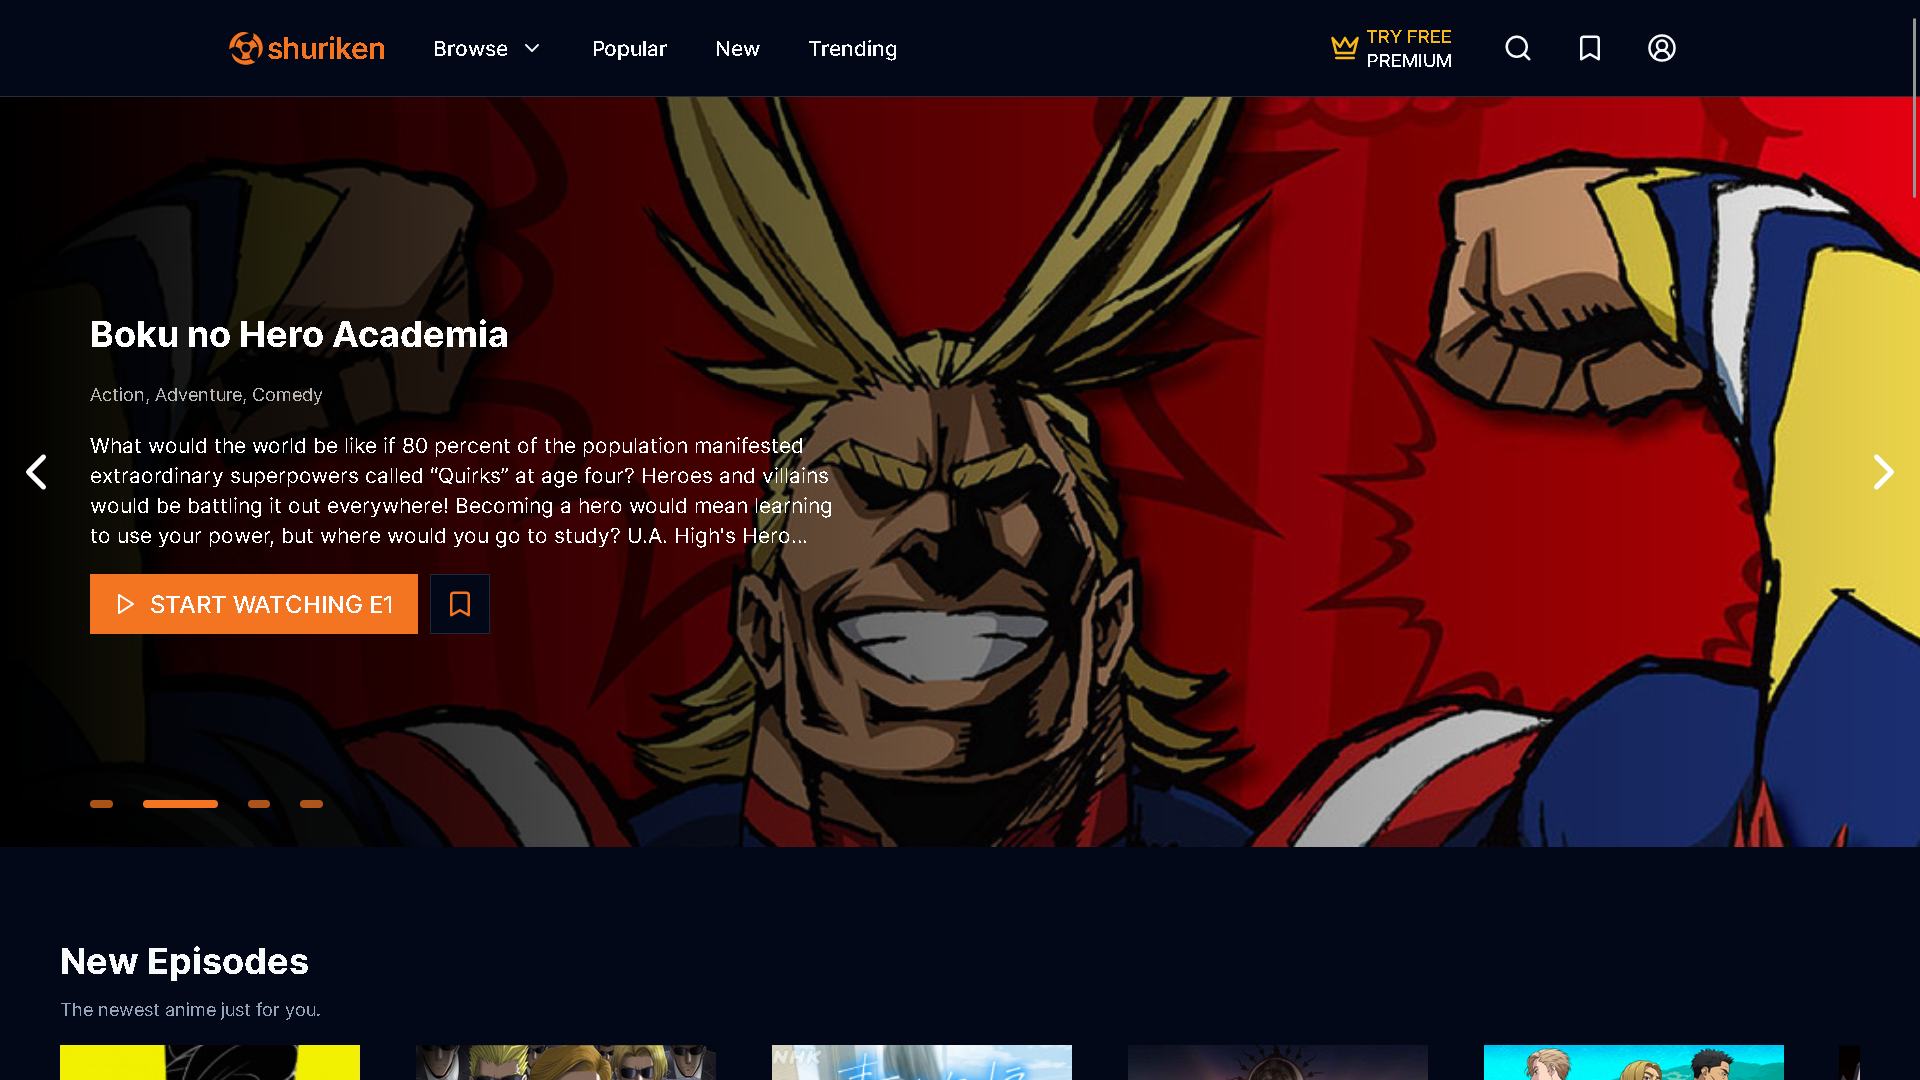 shuriken
Browse
Popular
New
Trending
TRY FREE
PREMIUM
Boku no Hero Academia
Action, Adventure, Comedy
What would the world be like if 80 percent of the population manifested
extraordinary superpowers called “Quirks” at age four? Heroes and villains
would be battling it out everywhere! Becoming a hero would mean learning
to use your power, but where would you go to study? U.A. High's Hero...
START WATCHING E1
New Episodes
The newest anime just for you.
NHK